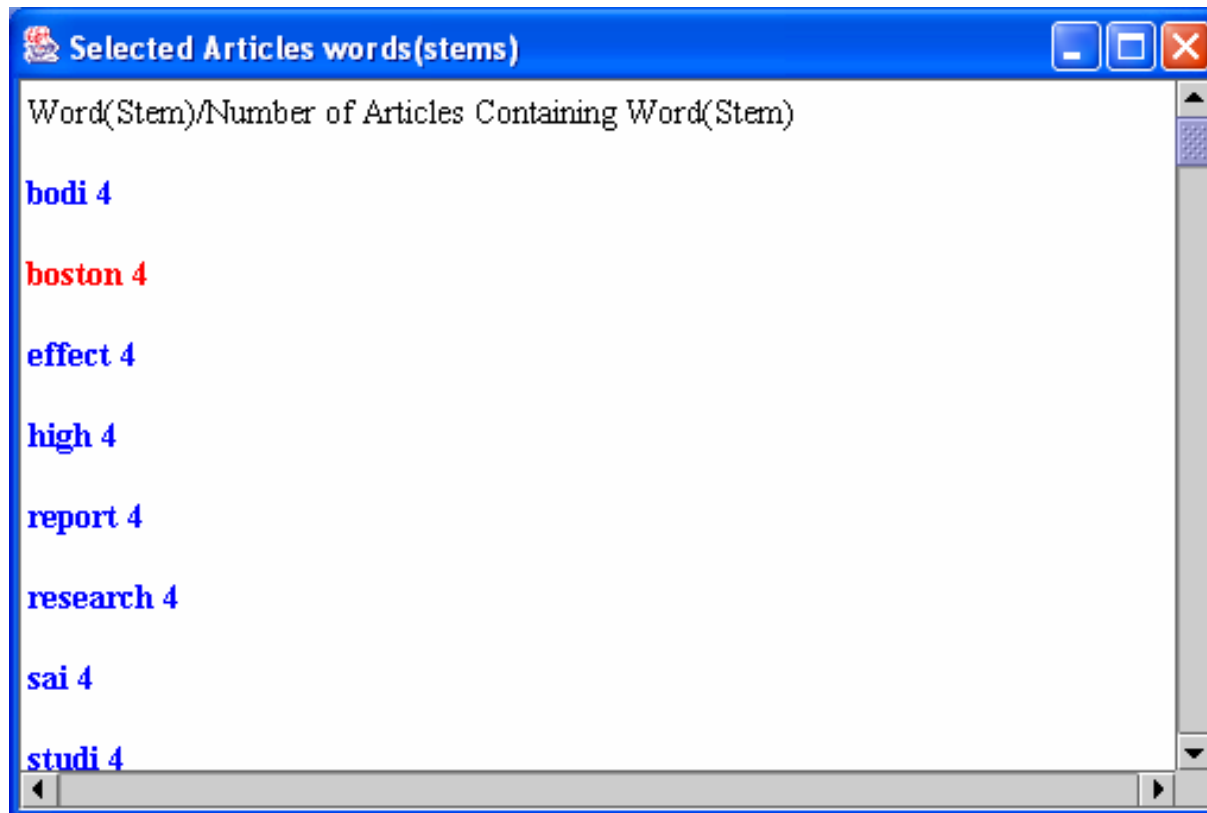 Selected Articles words(stems)
Word(Stem)/Number of Articles Containing Word(Stem)
bodi 4
boston 4
effect 4
high 4
report 4
research 4
sai 4
studi 4